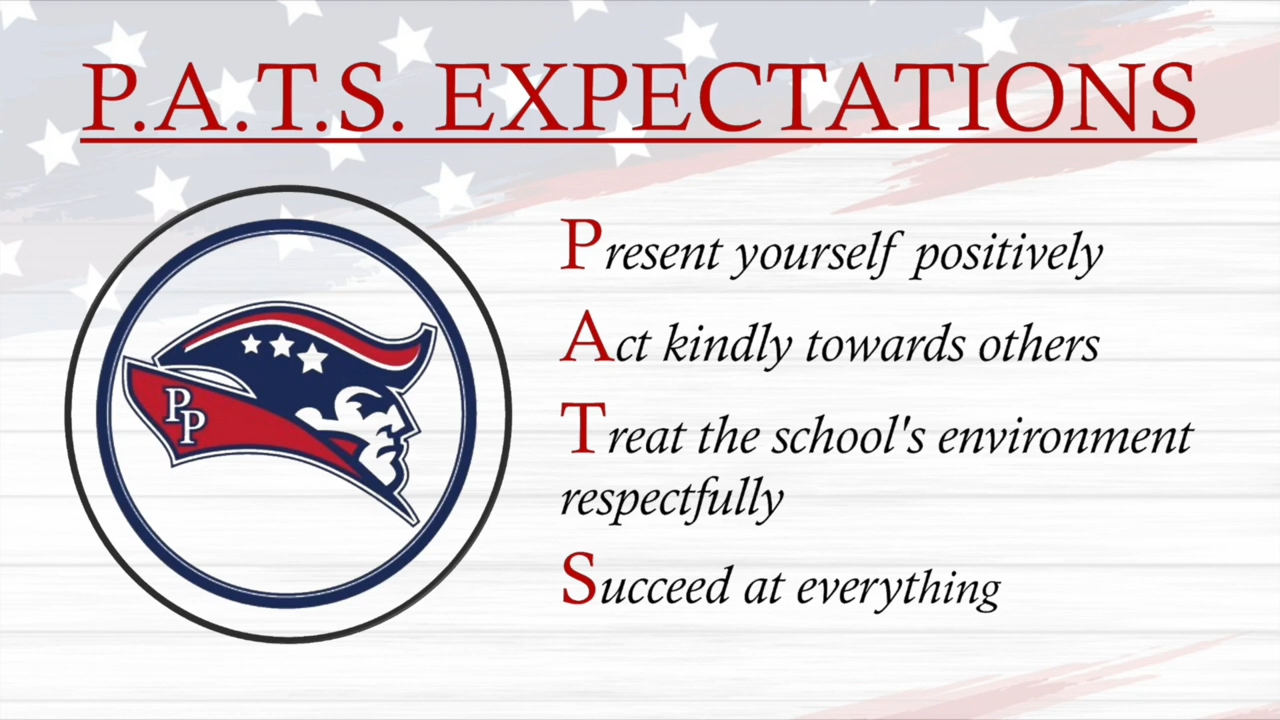 P.A.T.S. EXPECTATIONS
Present yourself positively
Act kindly towards others
Treat the school's environment
respectfully
Succeed at everything
PP